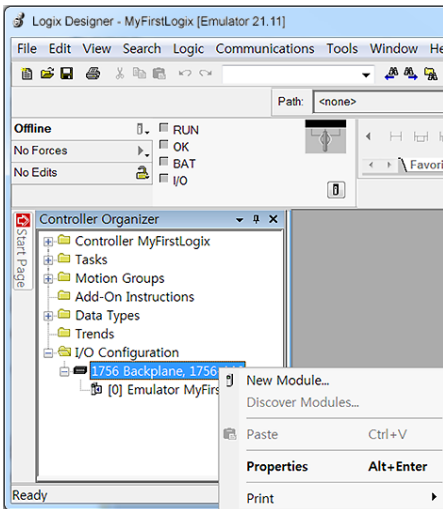 Logix Designer - MyFirstLogix [Emulator 21.11]
File Edit View Search Logic Communications Tools Window
Path: <none>
Offline
RUN
No Forces
OK
No Edits
BAT
I/O
Favori
Start Page
Controller Organizer
Controller MyFirstLogix
Tasks
Motion Groups
Add-On Instructions
Data Types
Trends
I/O Configuration
1756 Backplane, 1756
[0] Emulator MyFirs
New Module...
Discover Modules...
Paste Ctrl+V
Properties Alt+Enter
Print
Ready